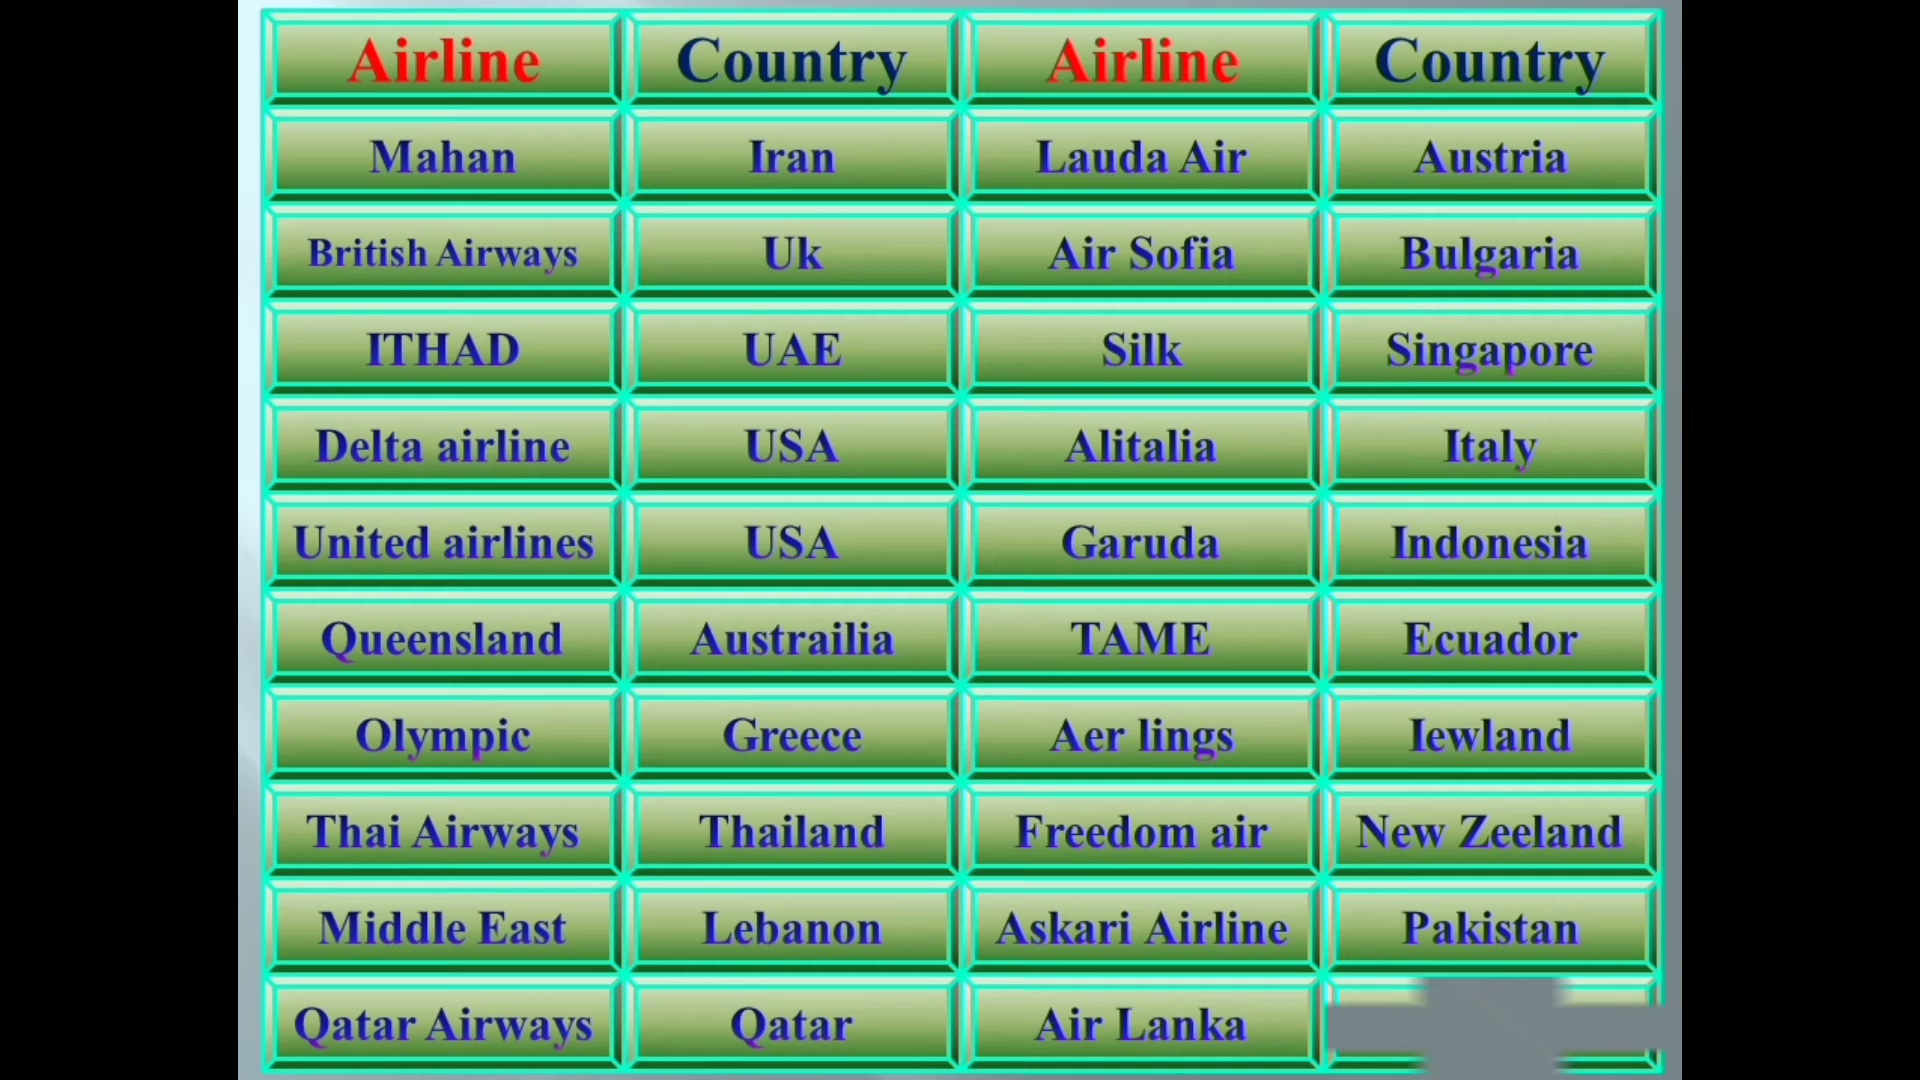 Airline Country Airline Country
Mahan Iran Lauda Air Austria
British Airways Uk Air Sofia Bulgaria
ITHAD UAE Silk Singapore
Delta airline USA Alitalia Italy
United airlines USA Garuda Indonesia
Queensland Austrailia TAME Ecuador
Olympic Greece Aer lings Iewland
Thai Airways Thailand Freedom air New Zeeland
Middle East Lebanon Askari Airline Pakistan
Qatar Airways Qatar Air Lanka